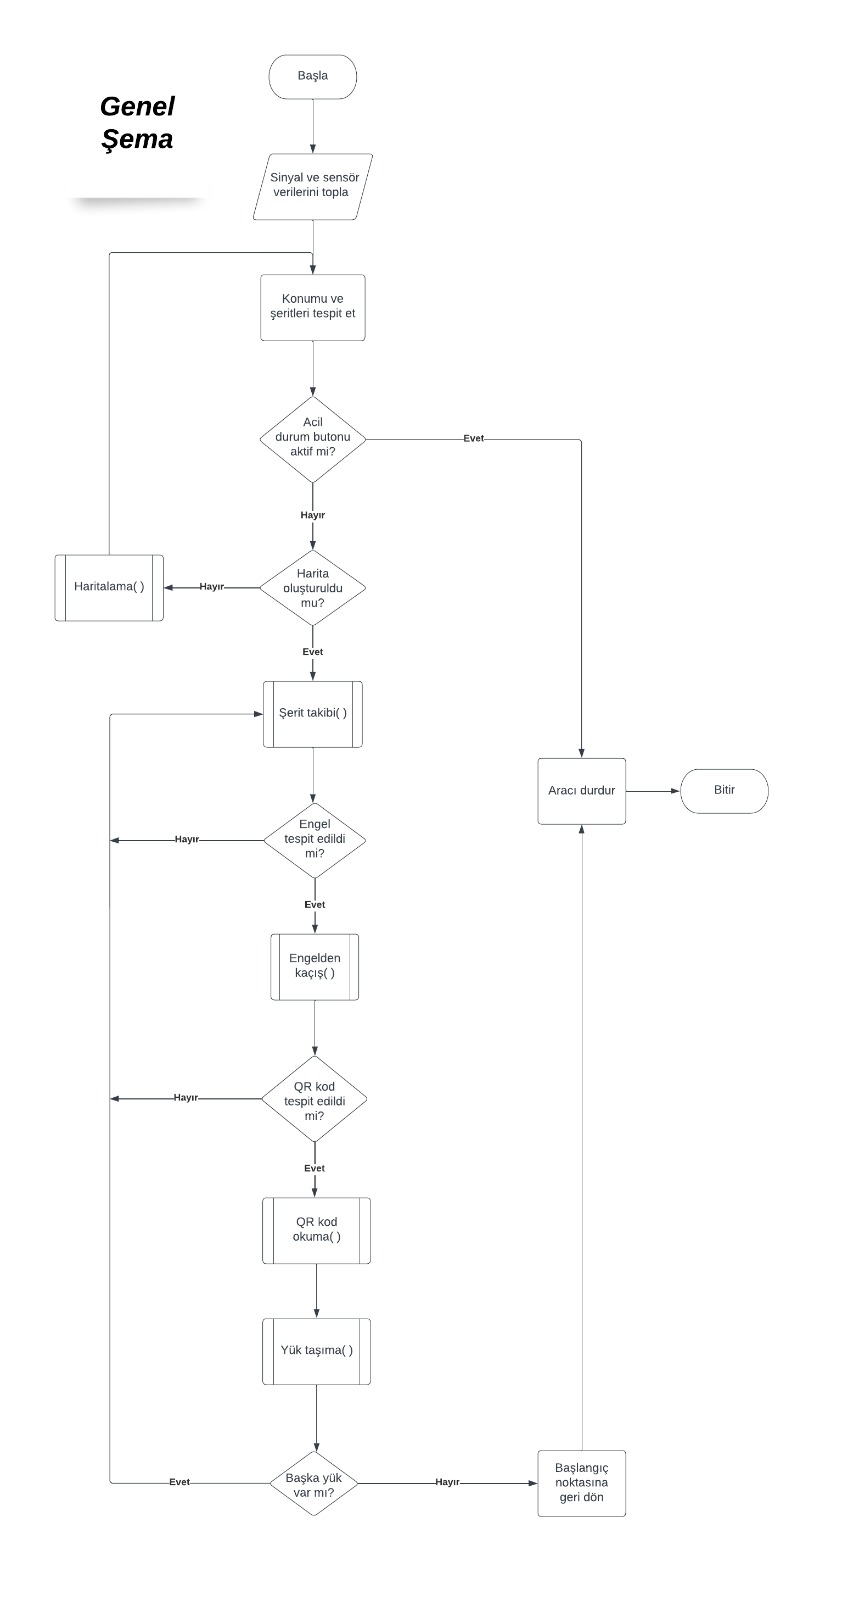 Başla
Genel
Şema
Sinyal ve sensör
verilerini topla
Konumu ve
şeritleri tespit et
Acil
durum butonu
aktif mi?
Evet
Hayır
Harita
oluşturuldu
mu?
Hayır
Haritalama( )
Evet
Şerit takibi( )
Aracı durdur
Bitir
Engel
tespit edildi
mi?
Hayır
Evet
Engelden
kaçış( )
QR kod
tespit edildi
mi?
Hayır
Evet
QR kod
okuma( )
Yük taşıma( )
Başka yük
var mı?
Evet
Hayır
Başlangıç
noktasına
geri dön